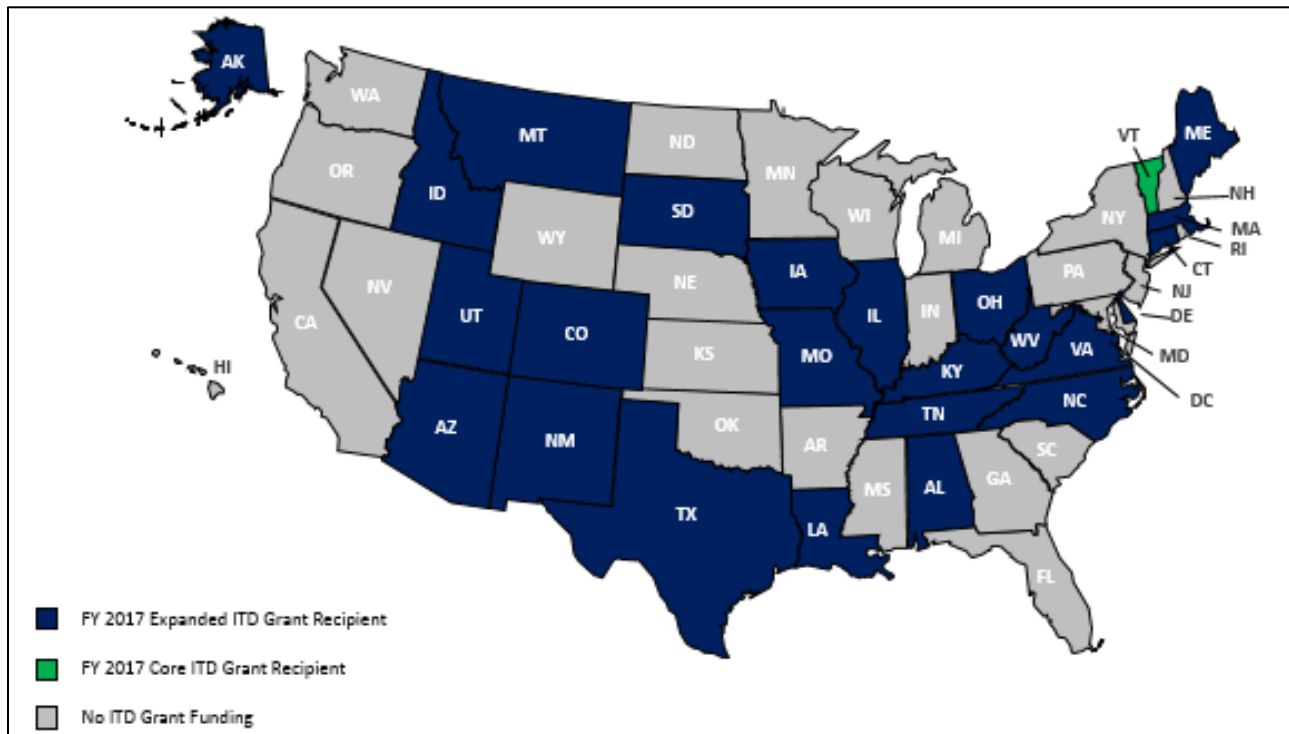 AK
WA
MT
ND
MN
VT
ME
OR
ID
SD
WI
MI
NY
NH
MA
RI
WY
CT
IA
PA
NV
NE
NJ
UT
IL
IN
OH
DE
CA
CO
KS
MO
WV
VA
MD
HI
KY
DC
AZ
NM
OK
AR
TN
NC
SC
MS
AL
GA
TX
LA
FL
FY 2017 Expanded ITD Grant Recipient
FY 2017 Core ITD Grant Recipient
No ITD Grant Funding